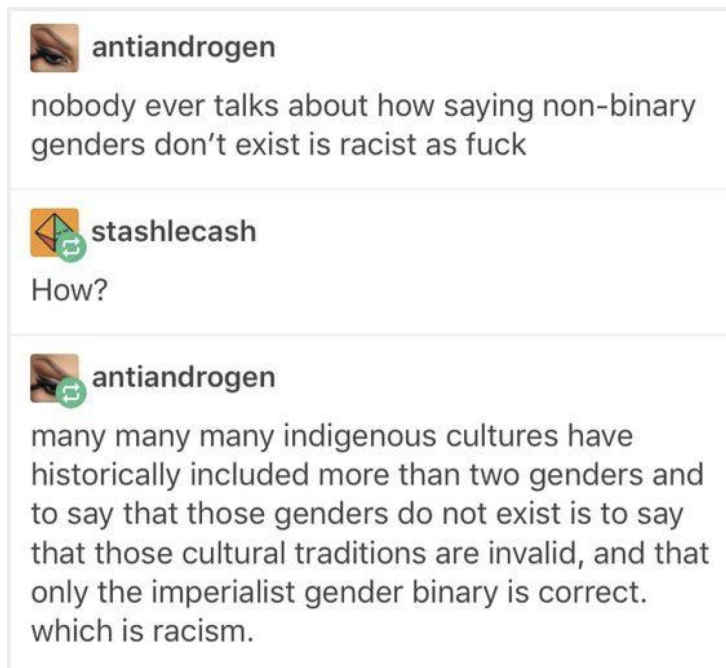 antiandrogen
nobody ever talks about how saying non-binary
genders don’t exist is racist as fuck
stashlecash
How?
antiandrogen
many many many indigenous cultures have
historically included more than two genders and
to say that those genders do not exist is to say
that those cultural traditions are invalid, and that
only the imperialist gender binary is correct.
which is racism.